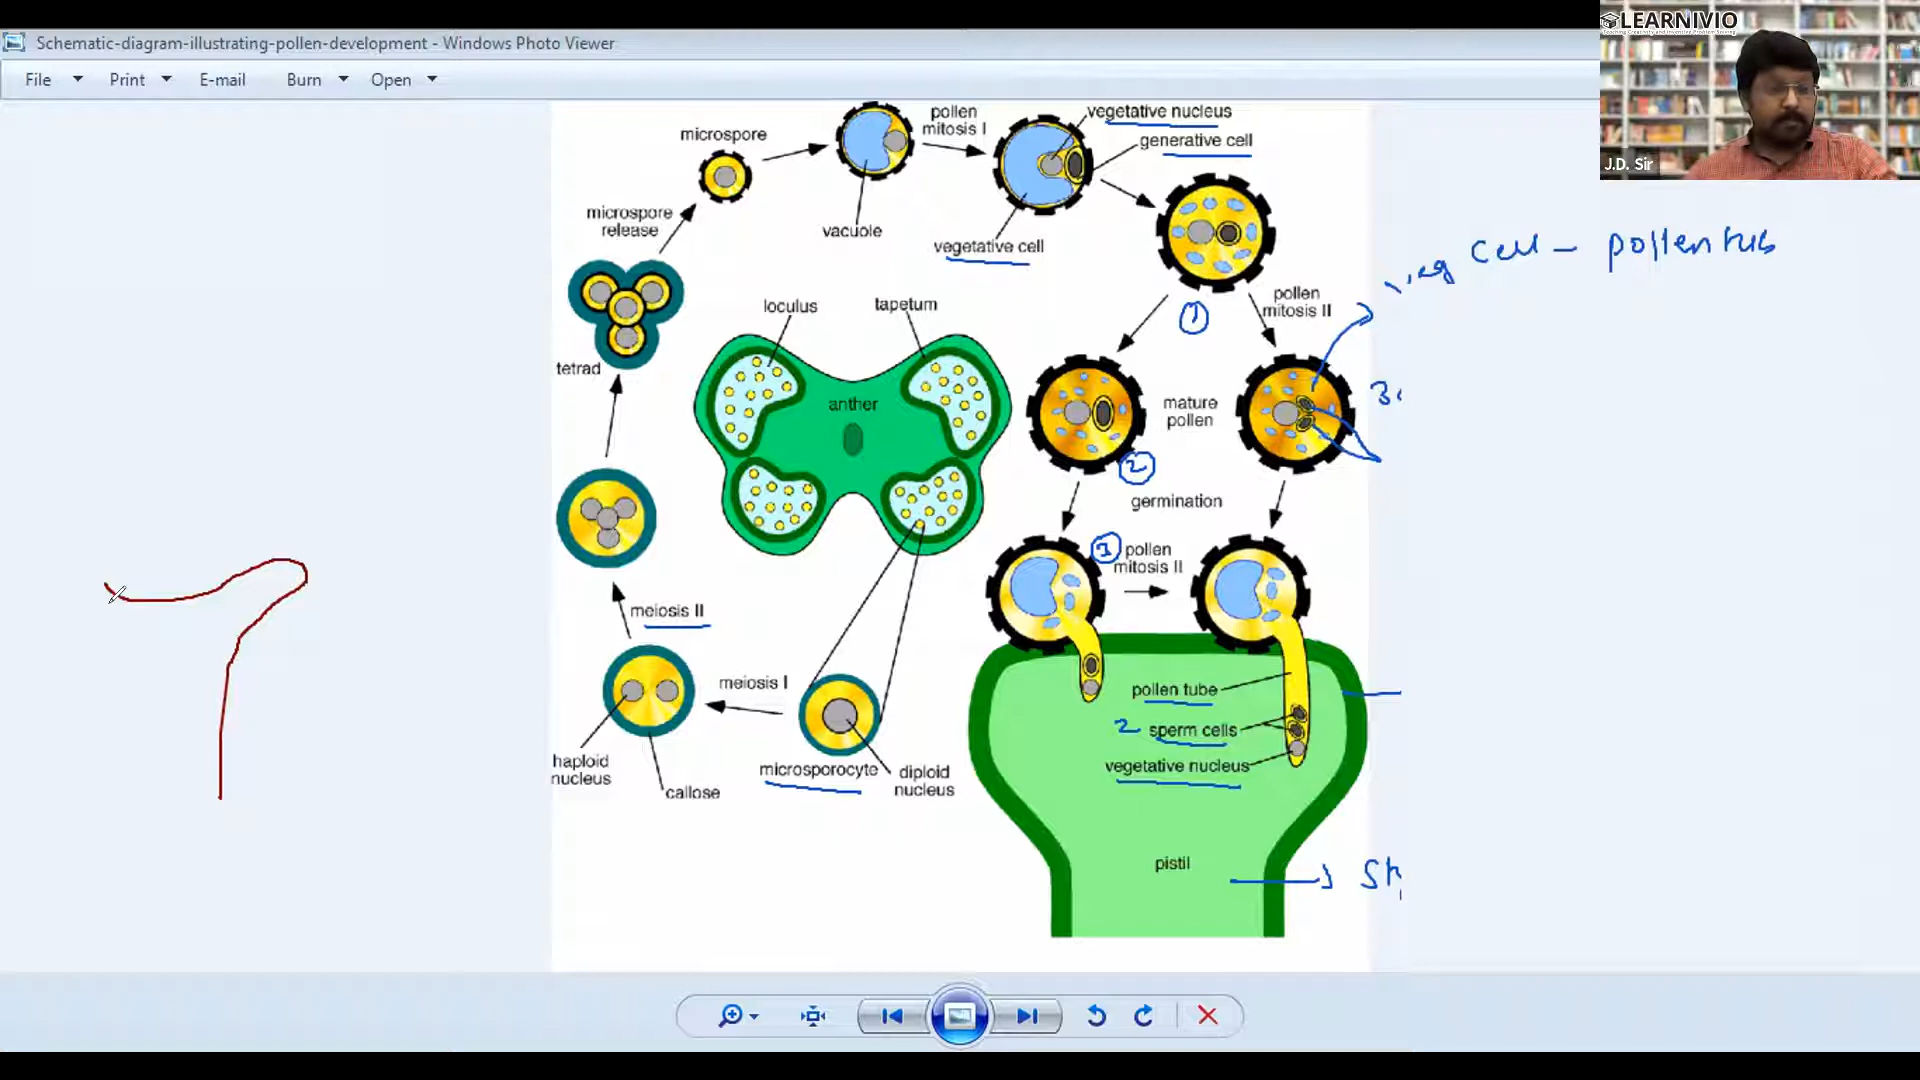 LEARNIVIO
Schematic-diagram-illustrating-pollen-development - Windows Photo Viewer
File
Print
E-mail
Burn
Open
J.D. Sir
microspore
pollen
mitosis I
vegetative nucleus
generative cell
microspore
release
vacuole
vegetative cell
cell - pollen tub
tetrad
loculus
tapetum
1
pollen
mitosis II
anther
mature
pollen
2
germination
3
pollen
mitosis II
meiosis II
meiosis I
pollen tube
2 sperm cells
haploid
nucleus
callose
microsporocyte
diploid
nucleus
vegetative nucleus
pistil